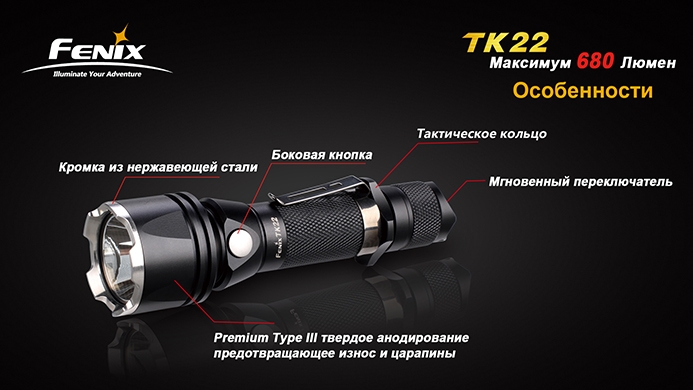 FENIX
Illuminate Your Adventure
TK22
Максимум 680 Люмен
Особенности
Тактическое кольцо
Боковая кнопка
Кромка из нержавеющей стали
Мгновенный переключатель
FENIX TK22
Premium Type III твердое анодирование
предотвращающее износ и царапины